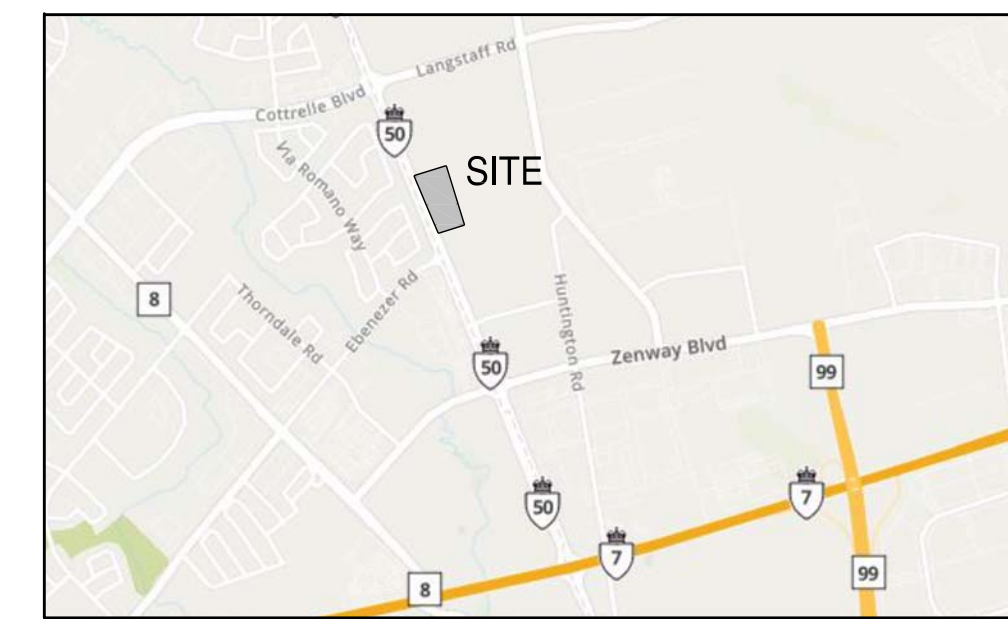 Langstaff Rd
Cottrelle Blvd
50
SITE
Via Romano Way
8
Thorndale Rd
Ebenezer Rd
Huntington Rd
50
Zenway Blvd
99
50
7
7
8
99